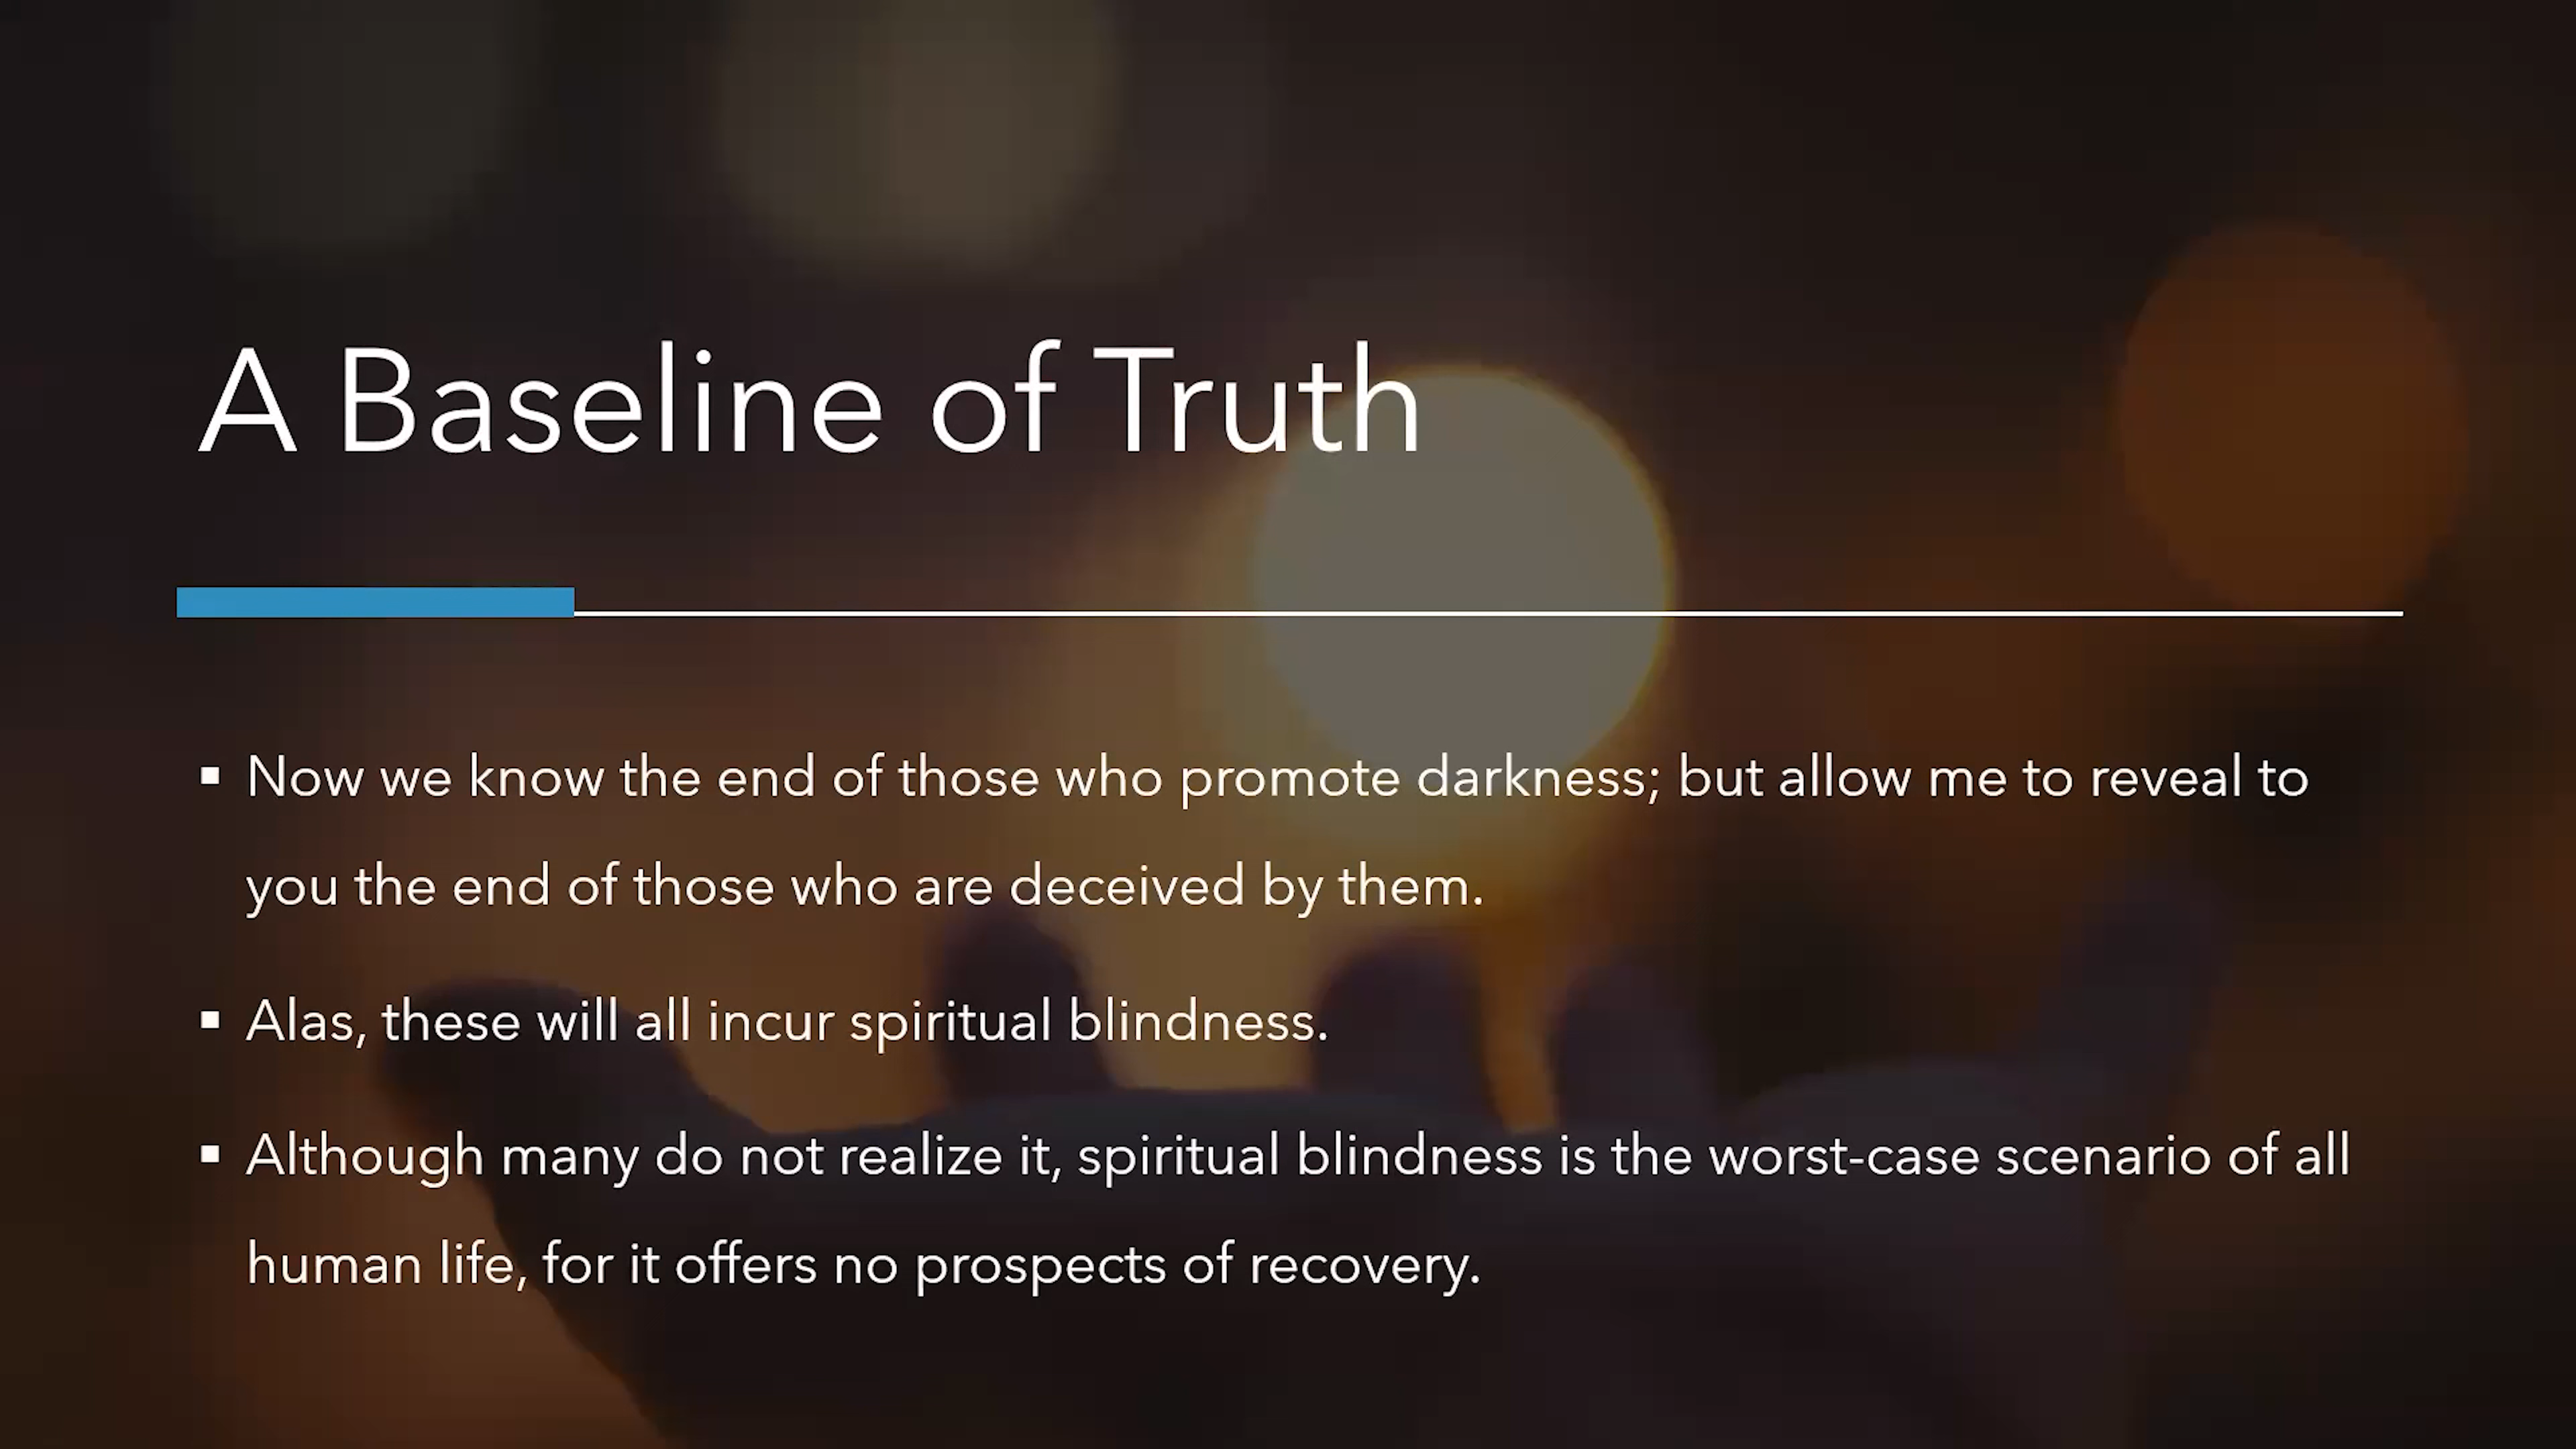 A Baseline of Truth
▪ Now we know the end of those who promote darkness; but allow me to reveal to
you the end of those who are deceived by them.
▪ Alas, these will all incur spiritual blindness.
▪ Although many do not realize it, spiritual blindness is the worst-case scenario of all
human life, for it offers no prospects of recovery.